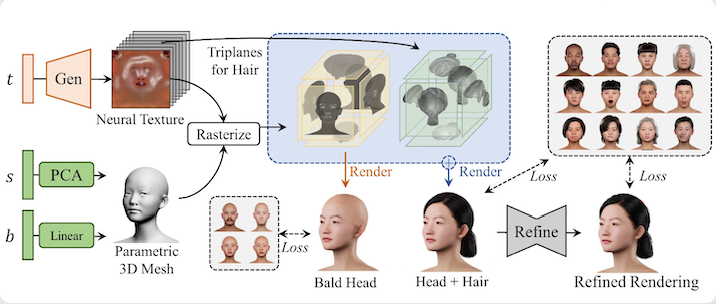 t
Gen
Neural Texture
Triplanes
for Hair
Rasterize
s
PCA
b
Linear
Parametric
3D Mesh
Render
Render
Loss
Bald Head
Head + Hair
Loss
Loss
Refine
Refined Rendering